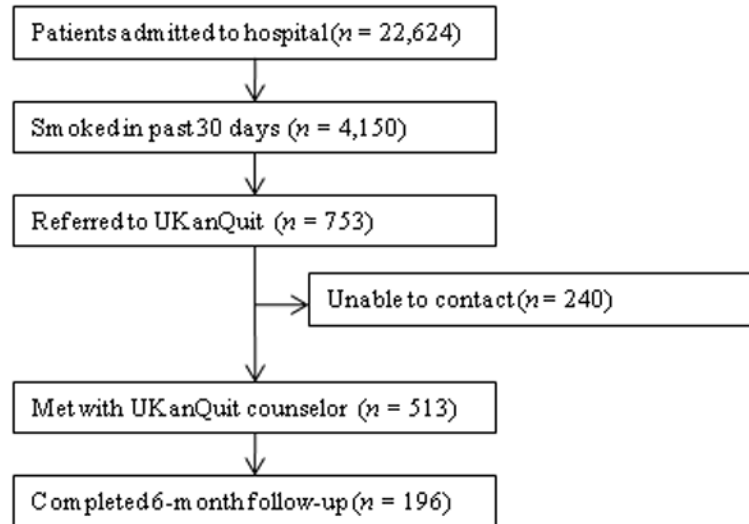 Patients admitted to hospital (n = 22,624)
Smoked in past 30 days (n = 4,150)
Referred to UKanQuit (n = 753)
Unable to contact (n = 240)
Met with UKanQuit counselor (n = 513)
Completed 6-month follow-up (n = 196)